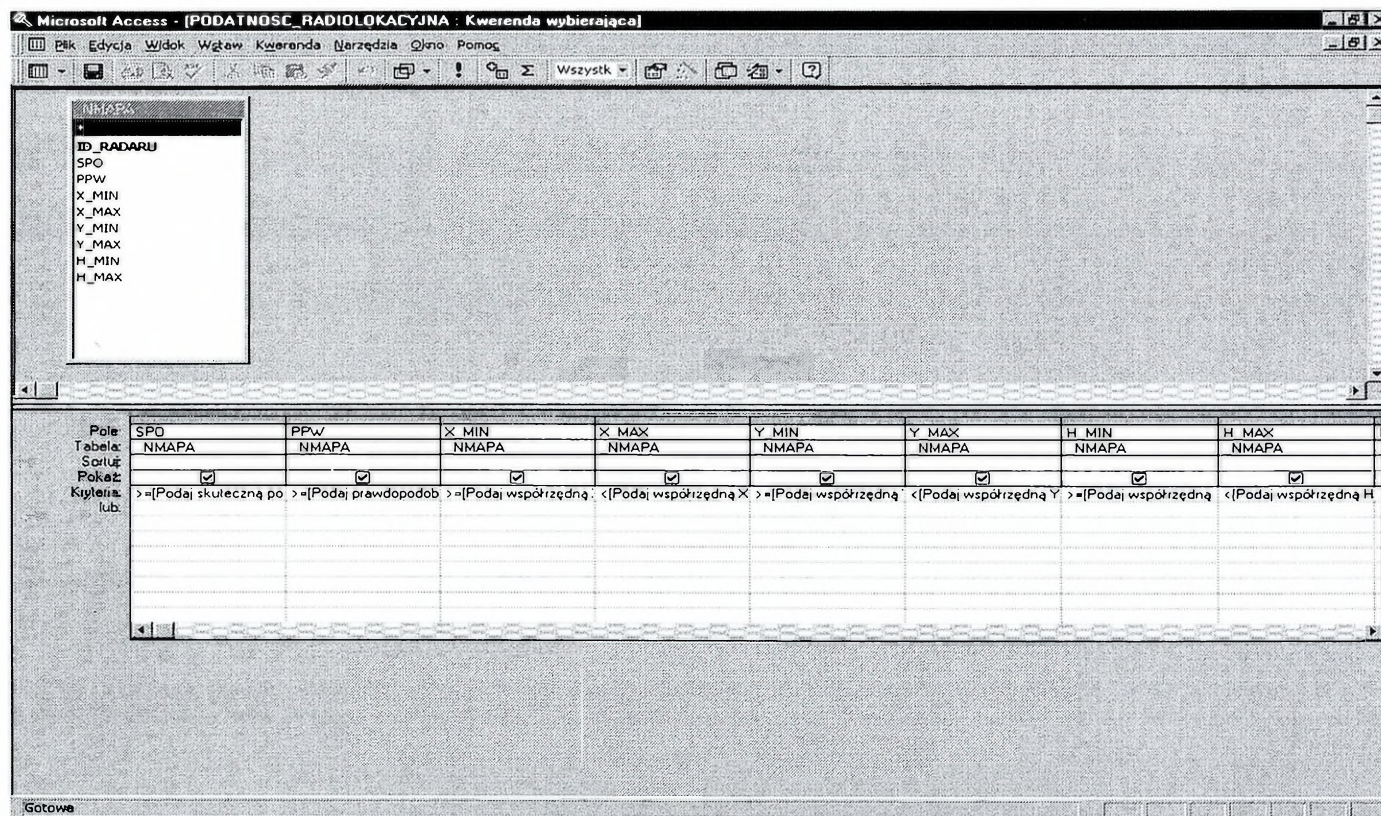 Microsoft Access - [PODATNOSC_RADIOLOKACYJNA : Kwerenda wybierająca]
Plik Edycja Widok Wstaw Kwerenda Narzędzia Okno Pomoc
Wszystk
NMAPA
*
ID_RADARU
SPO
PPW
X_MIN
X_MAX
Y_MIN
Y_MAX
H_MIN
H_MAX
Pole: SPO PPW X_MIN X_MAX Y_MIN Y_MAX H_MIN H_MAX
Tabela: NMAPA NMAPA NMAPA NMAPA NMAPA NMAPA NMAPA NMAPA
Sortuj:
Pokaż:
Kryteria: >=[Podaj skuteczną po >=[Podaj prawdopodob >=[Podaj współrzędną <[Podaj współrzędną X >=[Podaj współrzędną <[Podaj współrzędną Y >=[Podaj współrzędną <[Podaj współrzędną H
lub:
Gotowe